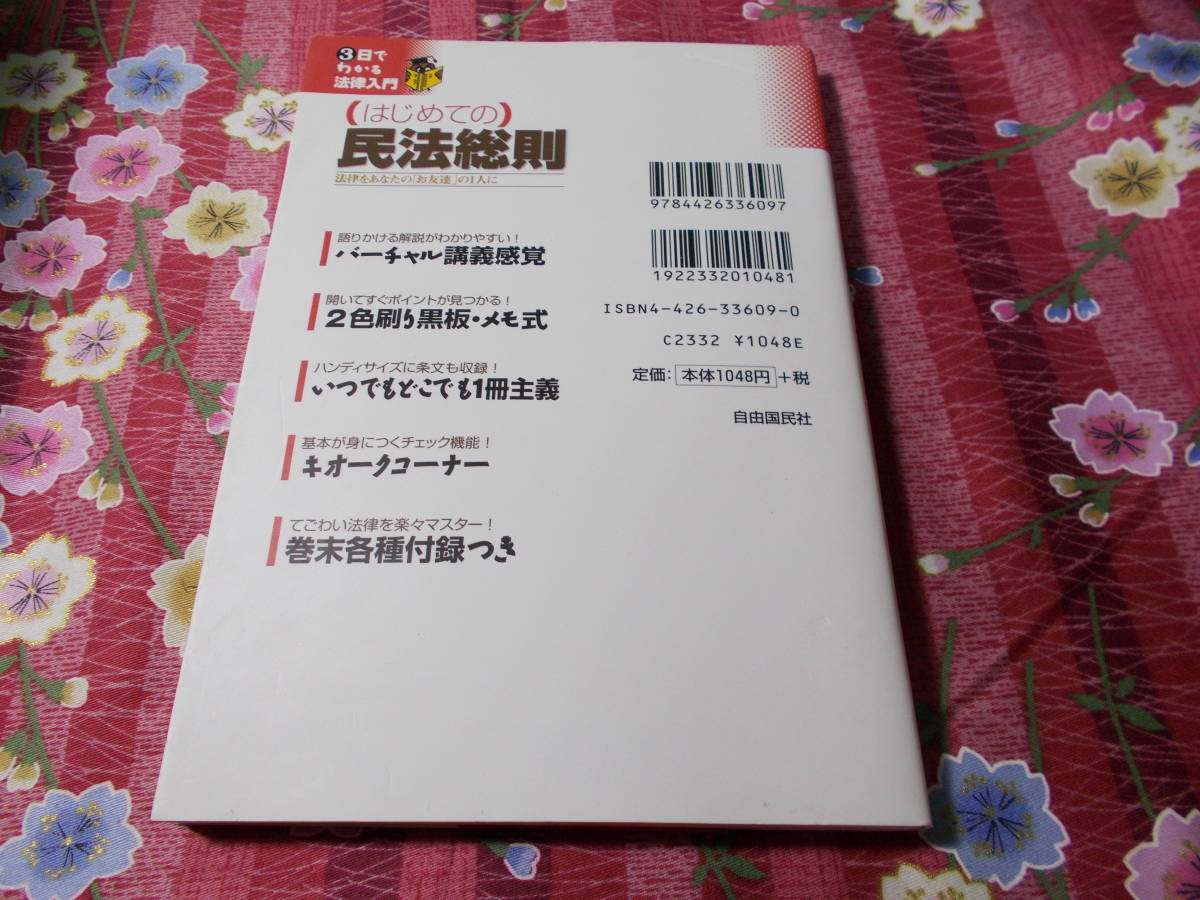 3日で
わかる
法律入門
(はじめての)
民法総則
法律をあなたの「お友達」の1人に
語りかける解説がわかりやすい!
バーチャル講義感覚
開いてすぐポイントが見つかる!
2色刷り黒板・メモ式
ハンディサイズに条文も収録!
いつでもどこでも1冊主義
基本が身につくチェック機能!
キオークコーナー
てごわい法律を楽々マスター!
巻末各種付録つき
9784426336097
1922332010481
ISBN4-426-33609-0
C2332 ¥1048E
定価: 本体1048円 +税
自由国民社